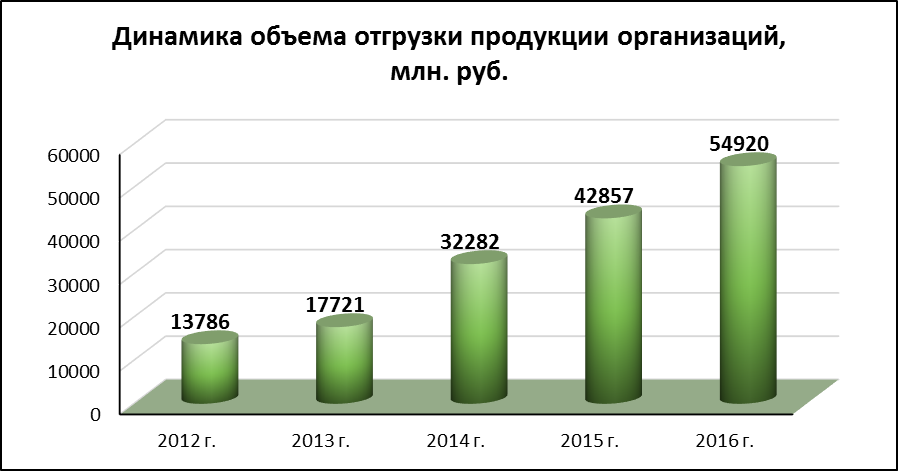 Динамика объема отгрузки продукции организаций,
млн. руб.
60000
50000
40000
30000
20000
10000
0
13786
17721
32282
42857
54920
2012 г.
2013 г.
2014 г.
2015 г.
2016 г.